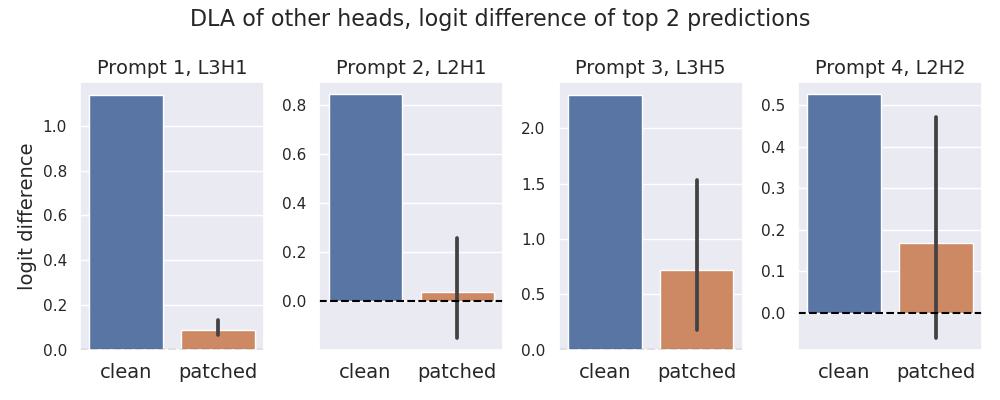 DLA of other heads, logit difference of top 2 predictions
Prompt 1, L3H1
Prompt 2, L2H1
Prompt 3, L3H5
Prompt 4, L2H2
logit difference
1.0
0.8
0.6
0.4
0.2
0.0
clean
patched
0.8
0.6
0.4
0.2
0.0
clean
patched
2.0
1.5
1.0
0.5
0.0
clean
patched
0.5
0.4
0.3
0.2
0.1
0.0
clean
patched